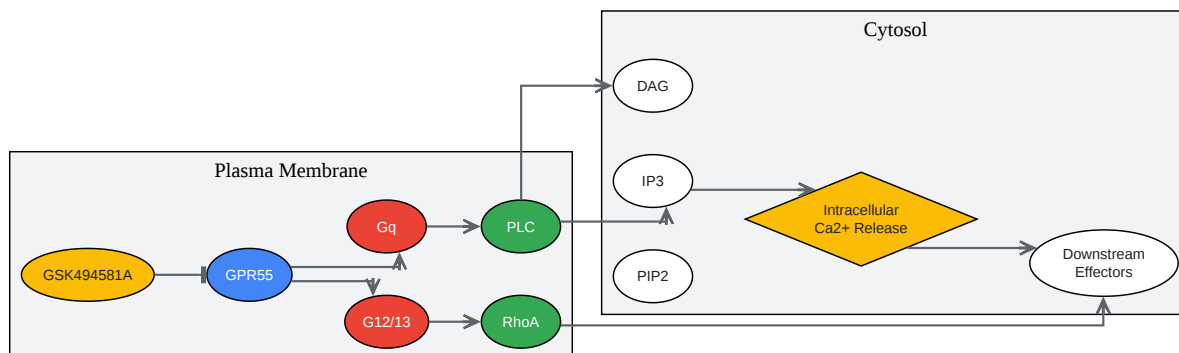 Cytosol
DAG
Plasma Membrane
IP3
Intracellular
Ca2+ Release
Gq
PLC
GSK494581A
GPR55
PIP2
Downstream
Effectors
G12/13
RhoA